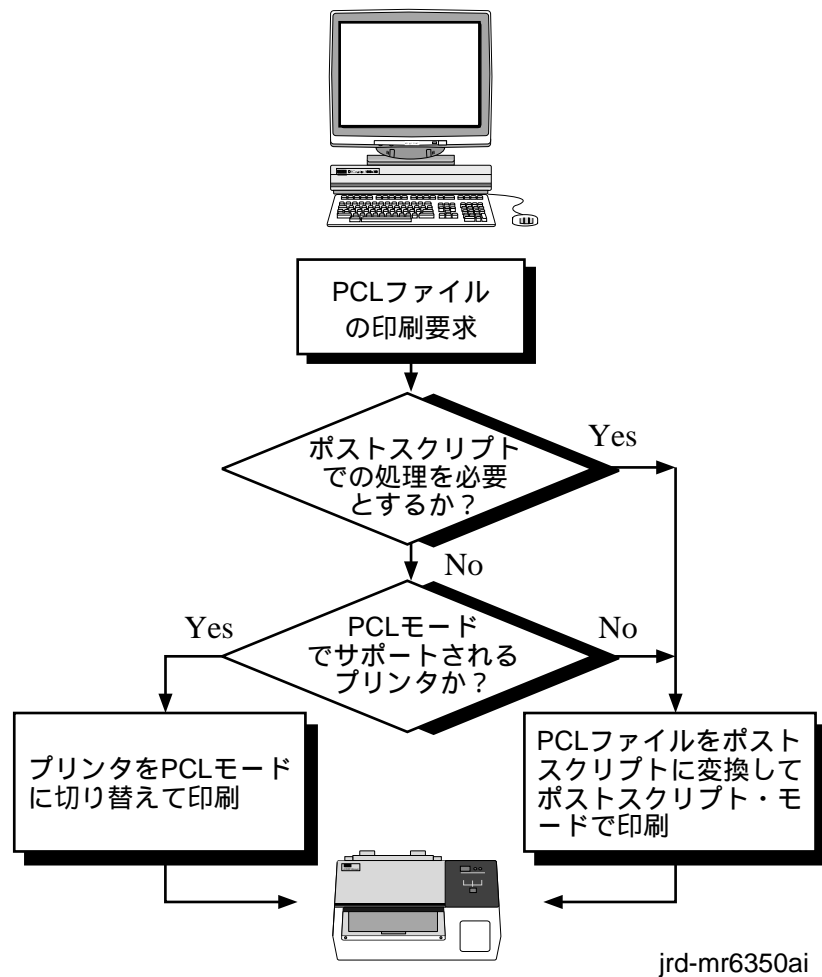 PCLファイル
の印刷要求
ポストスクリプト
での処理を必要
とするか？
Yes
No
PCLモード
でサポートされる
プリンタか？
Yes
No
プリンタをPCLモード
に切り替えて印刷
PCLファイルをポスト
スクリプトに変換して
ポストスクリプト・モ
ードで印刷
jrd-mr6350ai